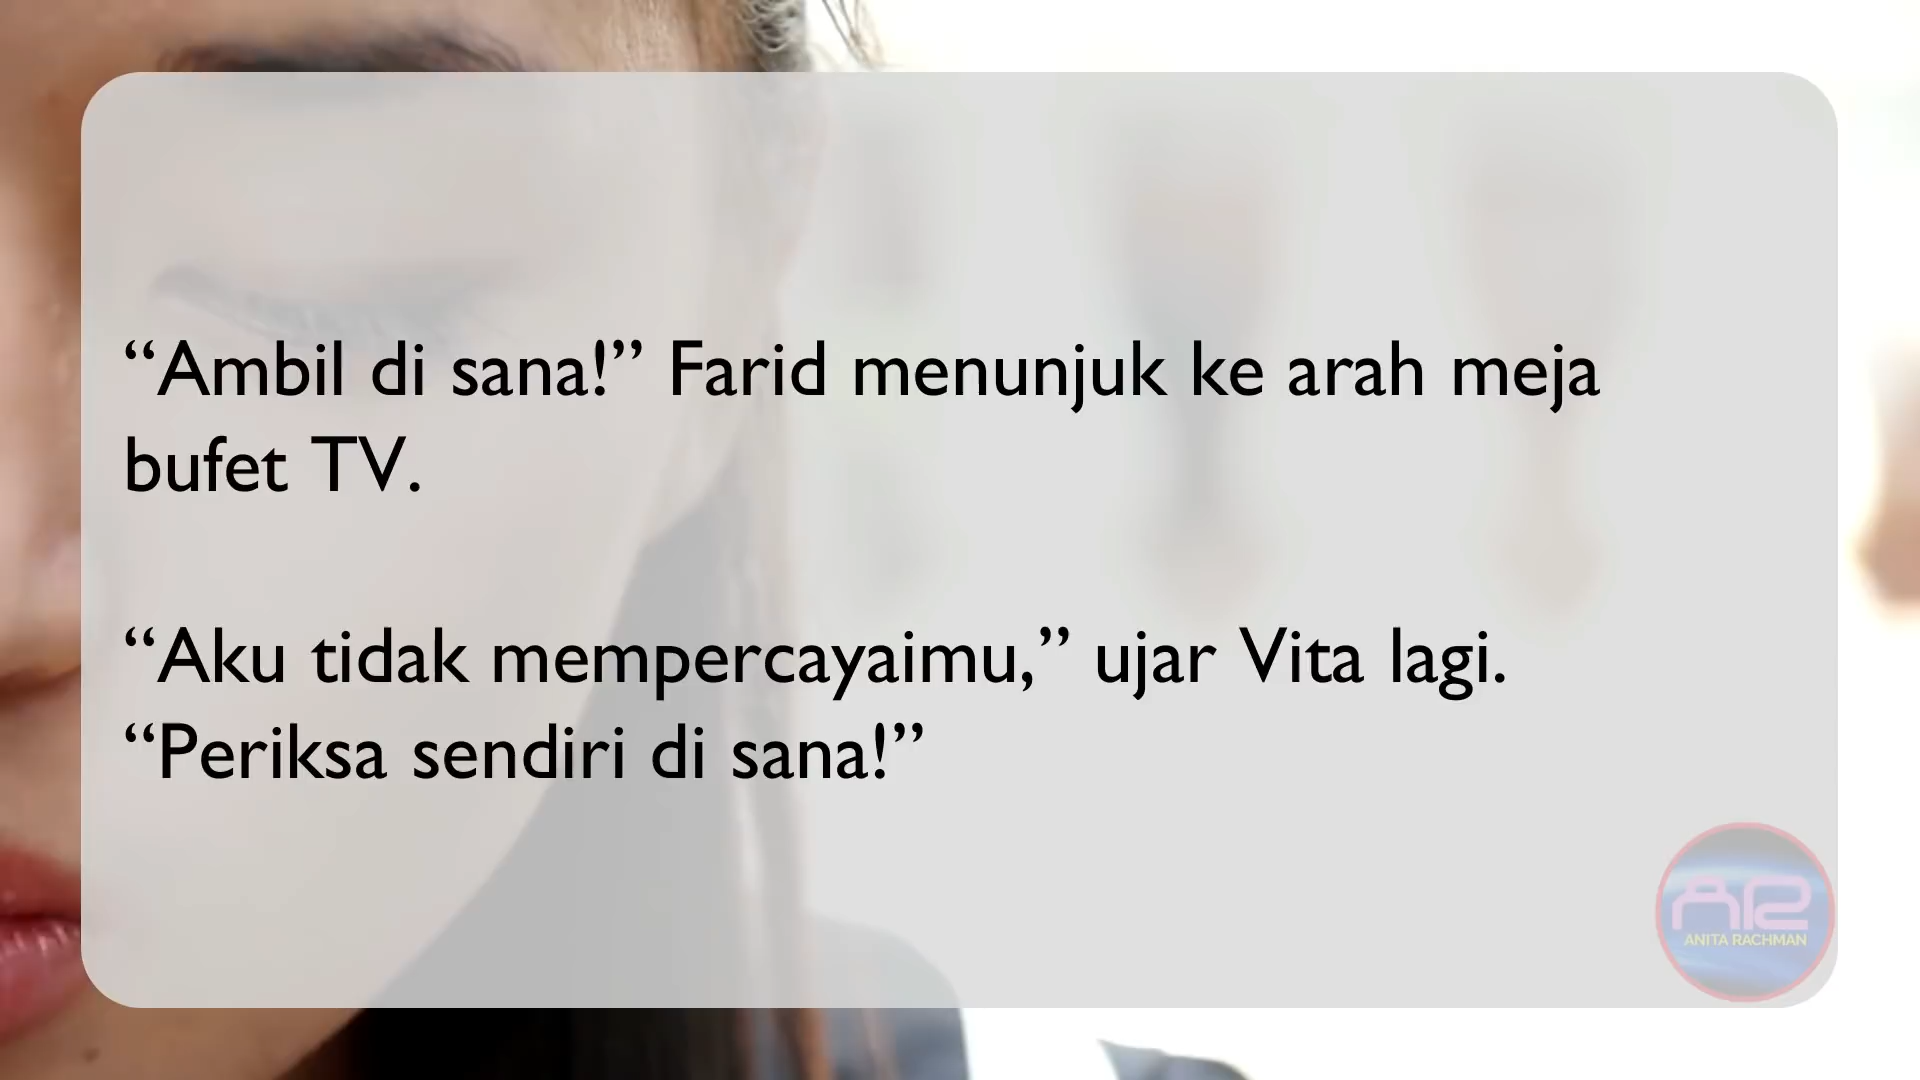 “Ambil di sana!” Farid menunjuk ke arah meja
bufet TV.
“Aku tidak mempercayaimu,” ujar Vita lagi.
“Periksa sendiri di sana!”
AR
ANITA RACHMAN